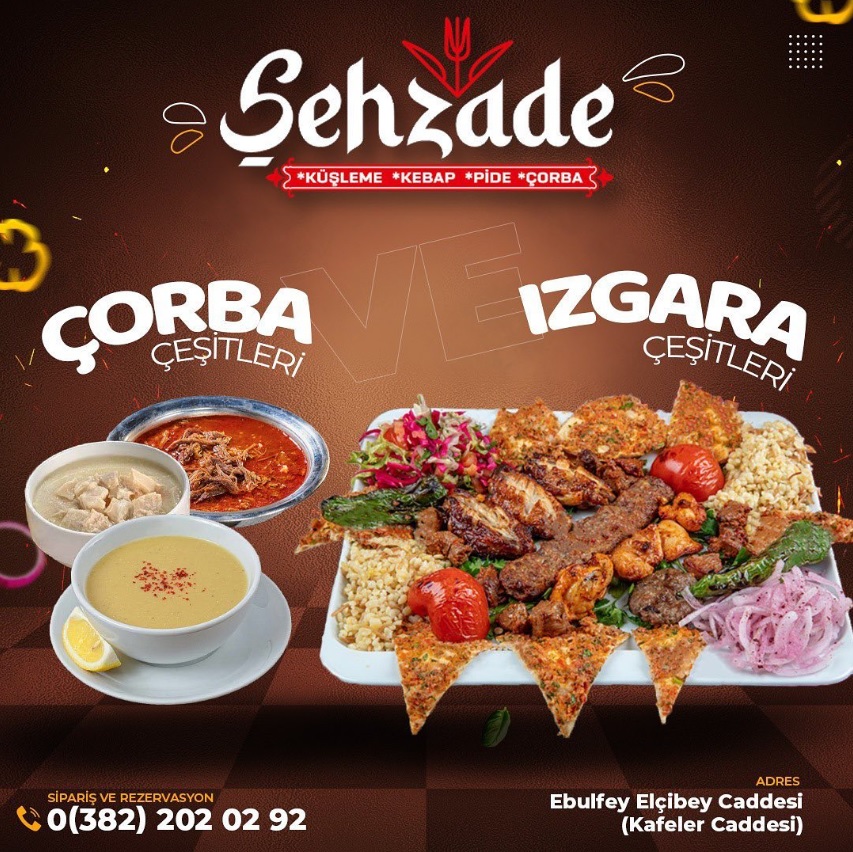 Şehzade
*KÜŞLEME *KEBAP *PİDE *ÇORBA
VE
ÇORBA
ÇEŞİTLERİ
IZGARA
ÇEŞİTLERİ
SİPARİŞ VE REZERVASYON
0(382) 202 02 92
ADRES
Ebulfey Elçibey Caddesi
(Kafeler Caddesi)